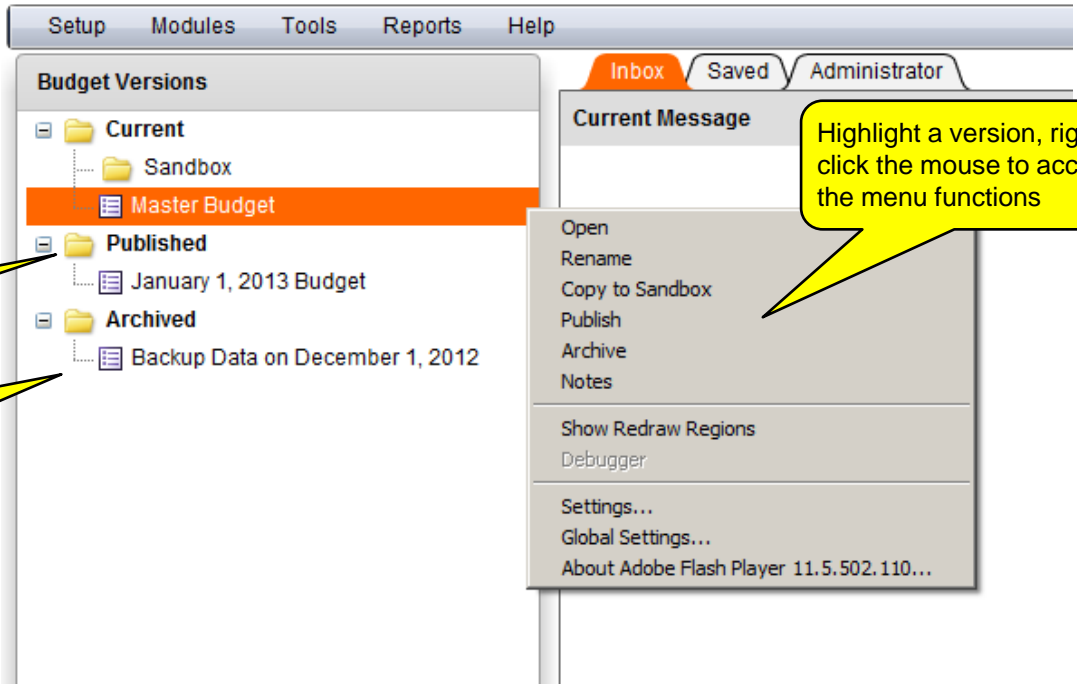 Setup Modules Tools Reports Help
Budget Versions
Current
Sandbox
Master Budget
Published
January 1, 2013 Budget
Archived
Backup Data on December 1, 2012
Inbox Saved Administrator
Current Message
Highlight a version, rig
click the mouse to acc
the menu functions
Open
Rename
Copy to Sandbox
Publish
Archive
Notes
Show Redraw Regions
Debugger
Settings...
Global Settings...
About Adobe Flash Player 11.5.502.110...